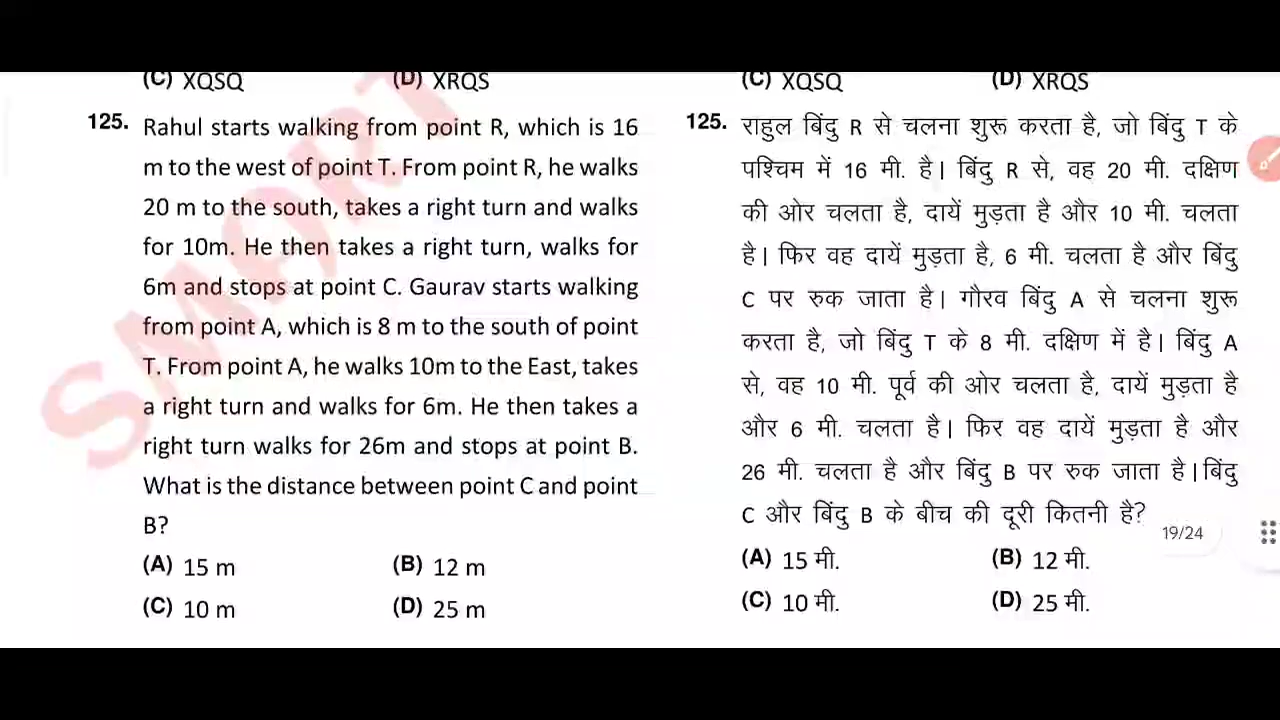 (C) XQSQ (D) XRQS
125. Rahul starts walking from point R, which is 16
m to the west of point T. From point R, he walks
20 m to the south, takes a right turn and walks
for 10m. He then takes a right turn, walks for
6m and stops at point C. Gaurav starts walking
from point A, which is 8 m to the south of point
T. From point A, he walks 10m to the East, takes
a right turn and walks for 6m. He then takes a
right turn walks for 26m and stops at point B.
What is the distance between point C and point
B?
(A) 15 m (B) 12 m
(C) 10 m (D) 25 m
(C) XQSQ (D) XRQS
125. राहुल बिंदु R से चलना शुरू करता है, जो बिंदु T के
पश्चिम में 16 मी. है। बिंदु R से, वह 20 मी. दक्षिण
की ओर चलता है, दायें मुड़ता है और 10 मी. चलता
है। फिर वह दायें मुड़ता है, 6 मी. चलता है और बिंदु
C पर रुक जाता है। गौरव बिंदु A से चलना शुरू
करता है, जो बिंदु T के 8 मी. दक्षिण में है। बिंदु A
से, वह 10 मी. पूर्व की ओर चलता है, दायें मुड़ता है
और 6 मी. चलता है। फिर वह दायें मुड़ता है और
26 मी. चलता है और बिंदु B पर रुक जाता है।बिंदु
C और बिंदु B के बीच की दूरी कितनी है?
(A) 15 मी. (B) 12 मी.
(C) 10 मी. (D) 25 मी.
19/24